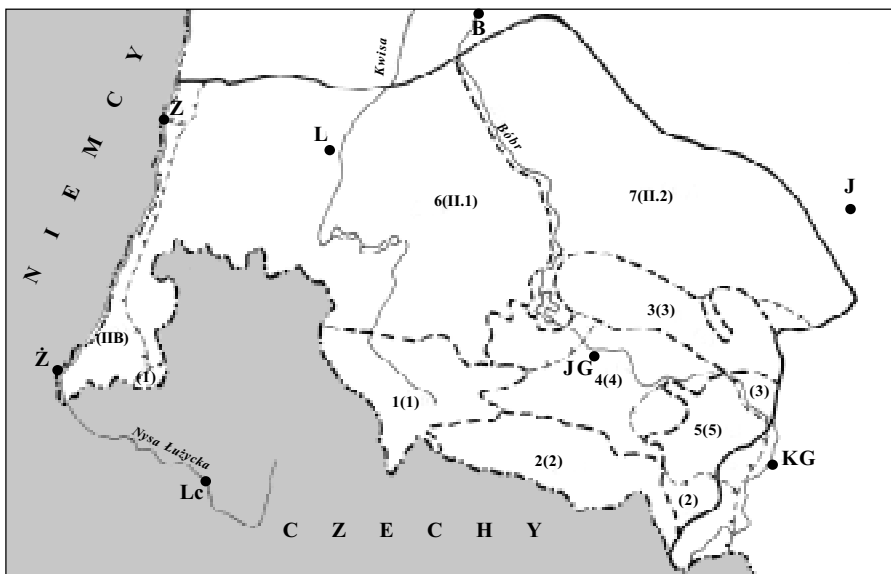 B
Kwisa
N I E M C Y
Z
L
Bóbr
6(II.1)
7(II.2)
J
3(3)
(IIB)
Ż
(1)
JG
4(4)
(3)
1(1)
5(5)
2(2)
KG
Nysa Łużycka
Lc
(2)
C Z E C H Y